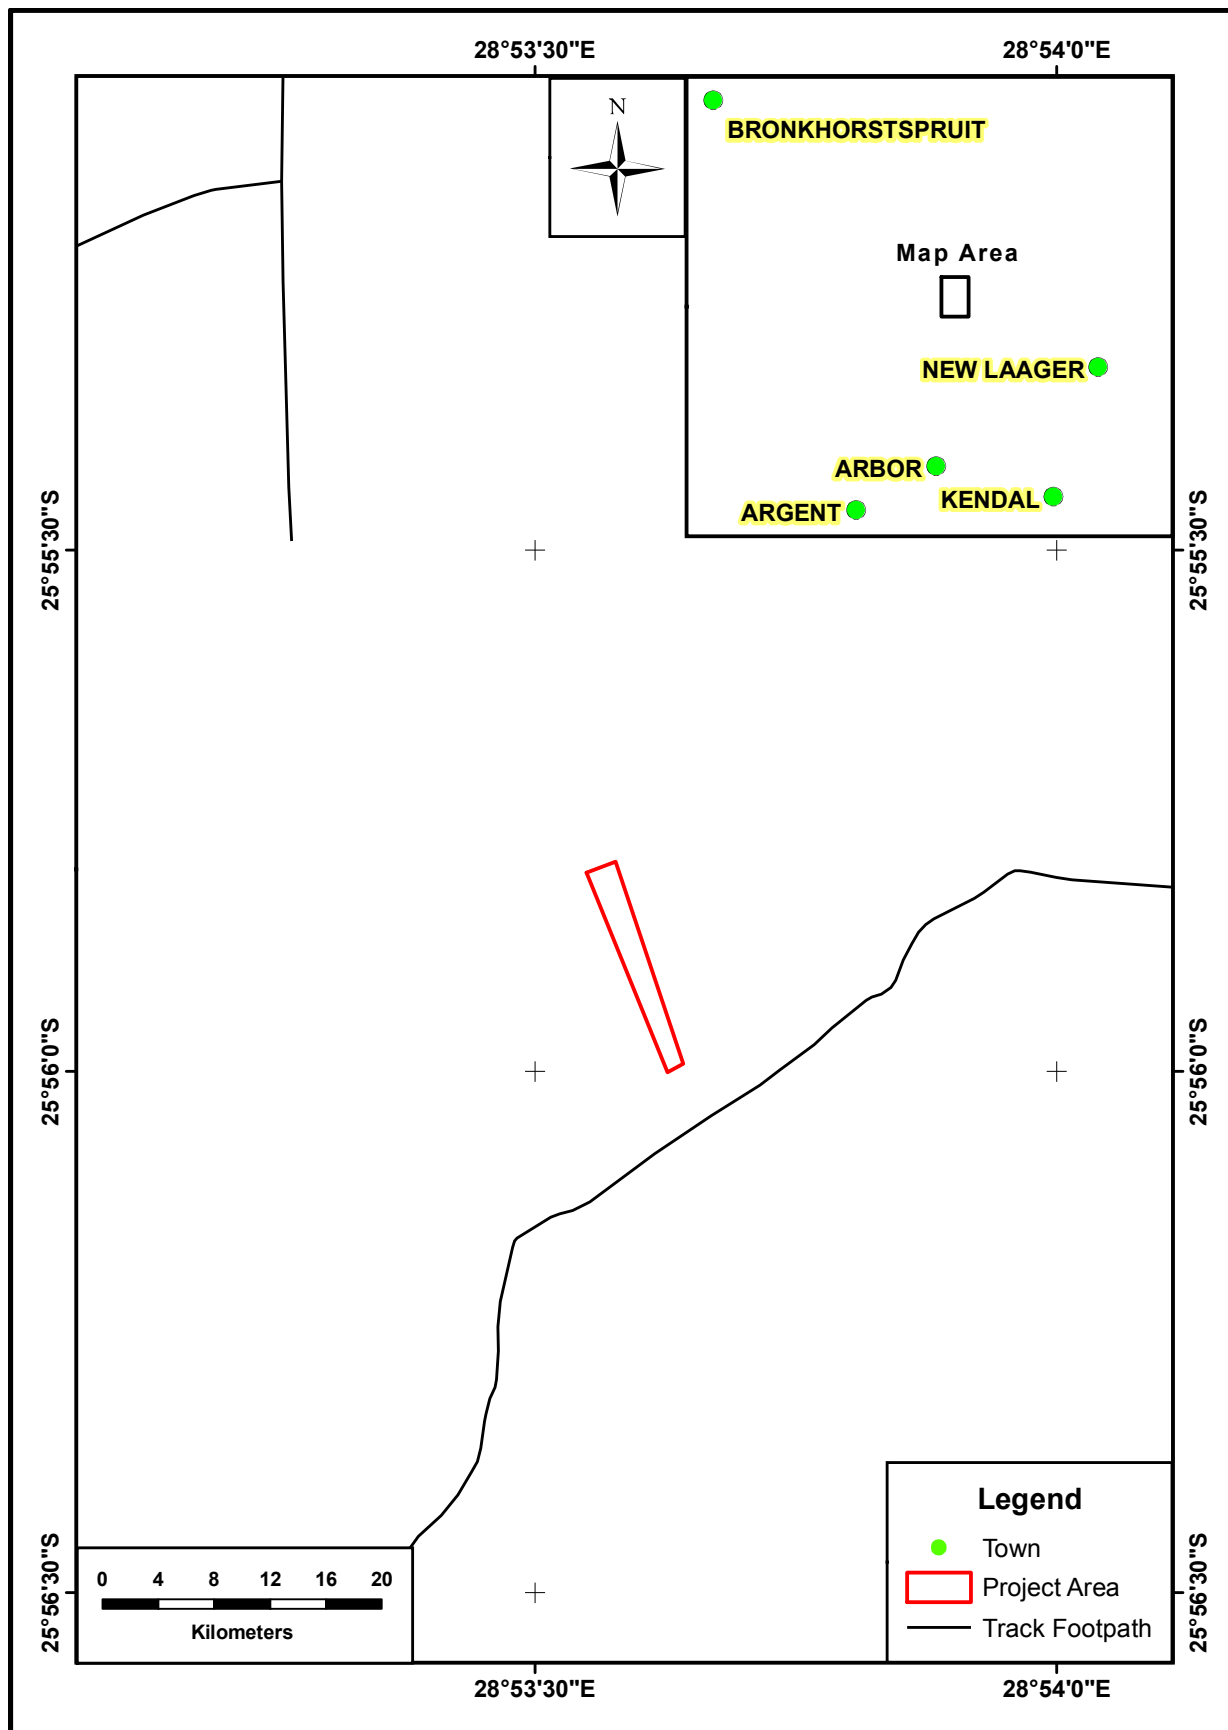 28°53'30"E
28°54'0"E
N
BRONKHORSTSPRUIT
Map Area
NEW LAAGER
ARBOR
KENDAL
ARGENT
25°55'30"S
25°55'30"S
25°56'0"S
25°56'0"S
25°56'30"S
25°56'30"S
Legend
Town
Project Area
Track Footpath
0 4 8 12 16 20
Kilometers
28°53'30"E
28°54'0"E